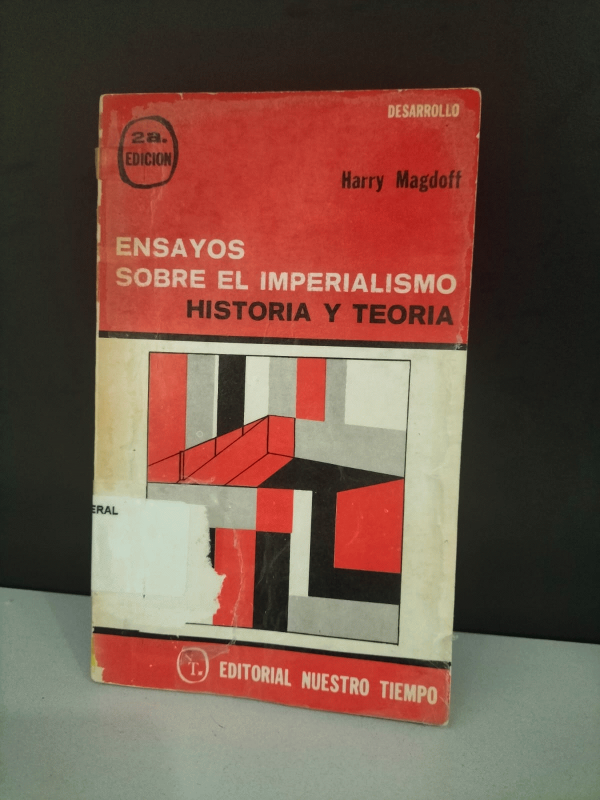 DESARROLLO
2a.
EDICION
Harry Magdoff
ENSAYOS
SOBRE EL IMPERIALISMO
HISTORIA Y TEORIA
ERAL
T.
EDITORIAL NUESTRO TIEMPO